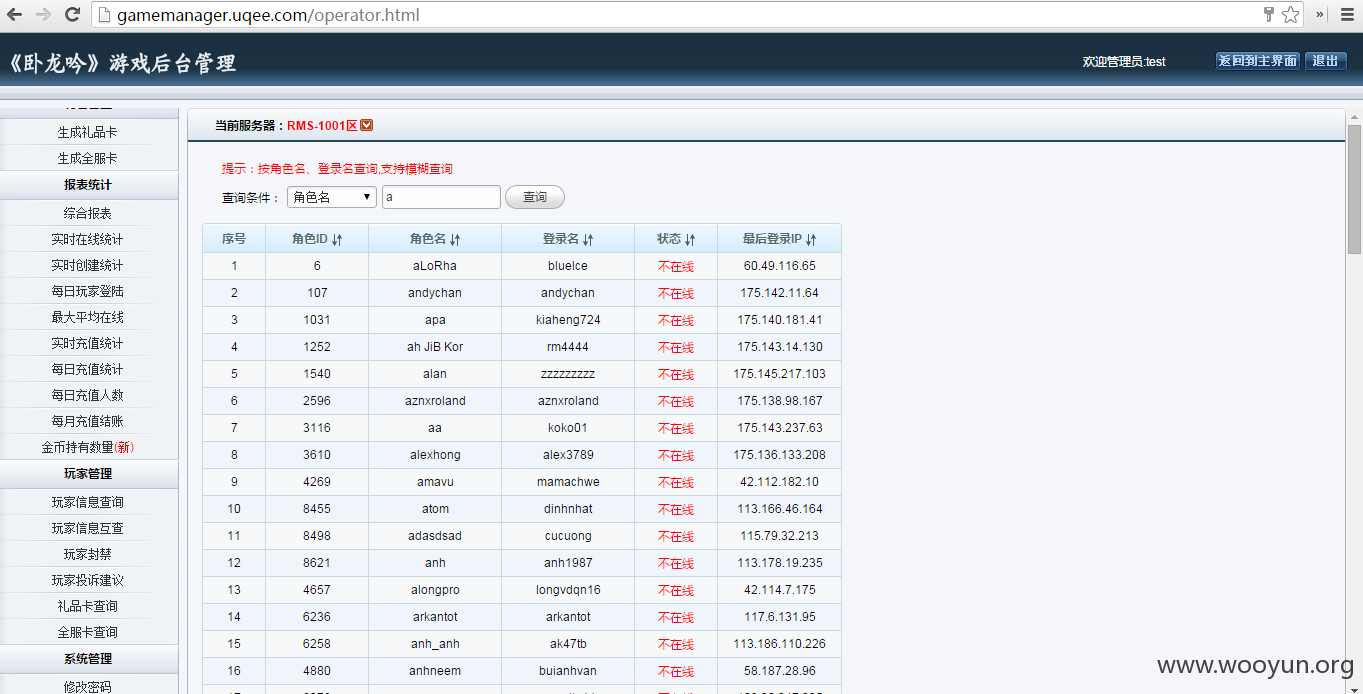 gamemanager.uqee.com/operator.html
《卧龙吟》游戏后台管理
欢迎管理员:test 返回到主界面 退出
生成礼品卡
生成全服卡
报表统计
综合报表
实时在线统计
实时创建统计
每日玩家登陆
最大平均在线
实时充值统计
每日充值统计
每日充值人数
每月充值结账
金币持有数量(新)
玩家管理
玩家信息查询
玩家信息互查
玩家封禁
玩家投诉建议
礼品卡查询
全服卡查询
系统管理
修改密码
当前服务器：RMS-1001区
提示：按角色名、登录名查询,支持模糊查询
查询条件： 角色名 a 查询
序号 角色ID 角色名 登录名 状态 最后登录IP
1 6 aLoRha blueIce 不在线 60.49.116.65
2 107 andychan andychan 不在线 175.142.11.64
3 1031 apa kiaheng724 不在线 175.140.181.41
4 1252 ah JiB Kor rm4444 不在线 175.143.14.130
5 1540 alan zzzzzzzzz 不在线 175.145.217.103
6 2596 aznxroland aznxroland 不在线 175.138.98.167
7 3116 aa koko01 不在线 175.143.237.63
8 3610 alexhong alex3789 不在线 175.136.133.208
9 4269 amavu mamachwe 不在线 42.112.182.10
10 8455 atom dinhnhat 不在线 113.166.46.164
11 8498 adasdsad cucuong 不在线 115.79.32.213
12 8621 anh anh1987 不在线 113.178.19.235
13 4657 alongpro longvdqn16 不在线 42.114.7.175
14 6236 arkantot arkantot 不在线 117.6.131.95
15 6258 anh_anh ak47tb 不在线 113.186.110.226
16 4880 anhneem buianhvan 不在线 58.187.28.96
www.wooyun.org